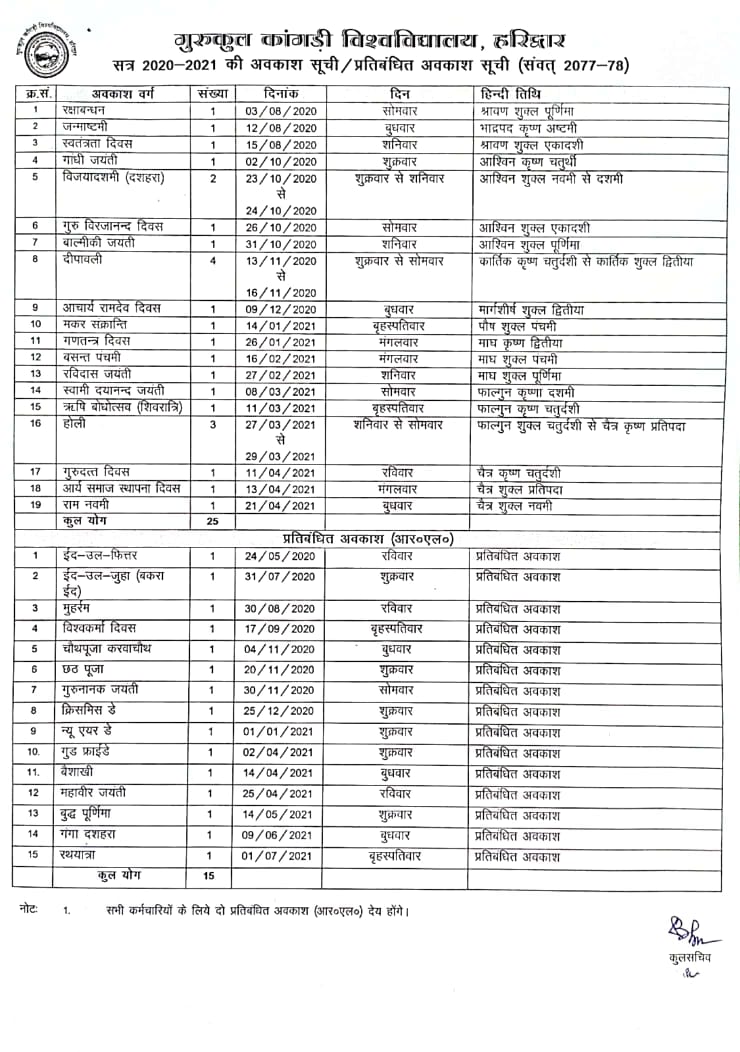 गुरुकुल कांगड़ी विश्वविद्यालय, हरिद्वार
सत्र 2020–2021 की अवकाश सूची/प्रतिबंधित अवकाश सूची (संवत् 2077–78)
क्र.सं. अवकाश वर्ग संख्या दिनांक दिन हिन्दी तिथि
1 रक्षाबन्धन 1 03/08/2020 सोमवार श्रावण शुक्ल पूर्णिमा
2 जन्माष्टमी 1 12/08/2020 बुधवार भाद्रपद कृष्ण अष्टमी
3 स्वतंत्रता दिवस 1 15/08/2020 शनिवार श्रावण शुक्ल एकादशी
4 गांधी जयंती 1 02/10/2020 शुक्रवार आश्विन कृष्ण चतुर्थी
5 विजयादशमी (दशहरा) 2 23/10/2020 शुक्रवार से शनिवार आश्विन शुक्ल नवमी से दशमी
से
24/10/2020
6 गुरु विरजानन्द दिवस 1 26/10/2020 सोमवार आश्विन शुक्ल एकादशी
7 बाल्मीकी जयती 1 31/10/2020 शनिवार आश्विन शुक्ल पूर्णिमा
8 दीपावली 4 13/11/2020 शुक्रवार से सोमवार कार्तिक कृष्ण चतुर्दशी से कार्तिक शुक्ल द्वितीया
से
16/11/2020
9 आचार्य रामदेव दिवस 1 09/12/2020 बुधवार मार्गशीर्ष शुक्ल द्वितीया
10 मकर सक्रान्ति 1 14/01/2021 बृहस्पतिवार पौष शुक्ल पंचमी
11 गणतन्त्र दिवस 1 26/01/2021 मंगलवार माघ कृष्ण द्वितीया
12 बसन्त पंचमी 1 16/02/2021 मंगलवार माघ शुक्ल पचमी
13 रविदास जयंती 1 27/02/2021 शनिवार माघ शुक्ल पूर्णिमा
14 स्वामी दयानन्द जयंती 1 08/03/2021 सोमवार फाल्गुन कृष्णा दशमी
15 ऋषि बोधोत्सव (शिवरात्रि) 1 11/03/2021 बृहस्पतिवार फाल्गुन कृष्ण चतुर्दशी
16 होली 3 27/03/2021 शनिवार से सोमवार फाल्गुन शुक्ल चतुर्दशी से चैत्र कृष्ण प्रतिपदा
से
29/03/2021
17 गुरुदत्त दिवस 1 11/04/2021 रविवार चैत्र कृष्ण चतुर्दशी
18 आर्य समाज स्थापना दिवस 1 13/04/2021 मंगलवार चैत्र शुक्ल प्रतिपदा
19 राम नवमी 1 21/04/2021 बुधवार चैत्र शुक्ल नवमी
कुल योग 25
प्रतिबंधित अवकाश (आर०एल०)
1 ईद–उल–फित्तर 1 24/05/2020 रविवार प्रतिबंधित अवकाश
2 ईद–उल–जुहा (बकरा 1 31/07/2020 शुक्रवार प्रतिबंधित अवकाश
ईद)
3 मुहर्रम 1 30/08/2020 रविवार प्रतिबंधित अवकाश
4 विश्वकर्मा दिवस 1 17/09/2020 बृहस्पतिवार प्रतिबंधित अवकाश
5 चौथपूजा करवाचौथ 1 04/11/2020 बुधवार प्रतिबंधित अवकाश
6 छठ पूजा 1 20/11/2020 शुक्रवार प्रतिबंधित अवकाश
7 गुरुनानक जयती 1 30/11/2020 सोमवार प्रतिबंधित अवकाश
8 क्रिसमिस डे 1 25/12/2020 शुक्रवार प्रतिबंधित अवकाश
9 न्यू एयर डे 1 01/01/2021 शुक्रवार प्रतिबंधित अवकाश
10. गुड फ्राईडे 1 02/04/2021 शुक्रवार प्रतिबंधित अवकाश
11. बैशाखी 1 14/04/2021 बुधवार प्रतिबंधित अवकाश
12 महावीर जयंती 1 25/04/2021 रविवार प्रतिबंधित अवकाश
13 बुद्ध पूर्णिमा 1 14/05/2021 शुक्रवार प्रतिबंधित अवकाश
14 गंगा दशहरा 1 09/06/2021 बुधवार प्रतिबंधित अवकाश
15 रथयात्रा 1 01/07/2021 बृहस्पतिवार प्रतिबंधित अवकाश
कुल योग 15
नोटः 1. सभी कर्मचारियों के लिये दो प्रतिबंधित अवकाश (आर०एल०) देय होंगे।
कुलसचिव